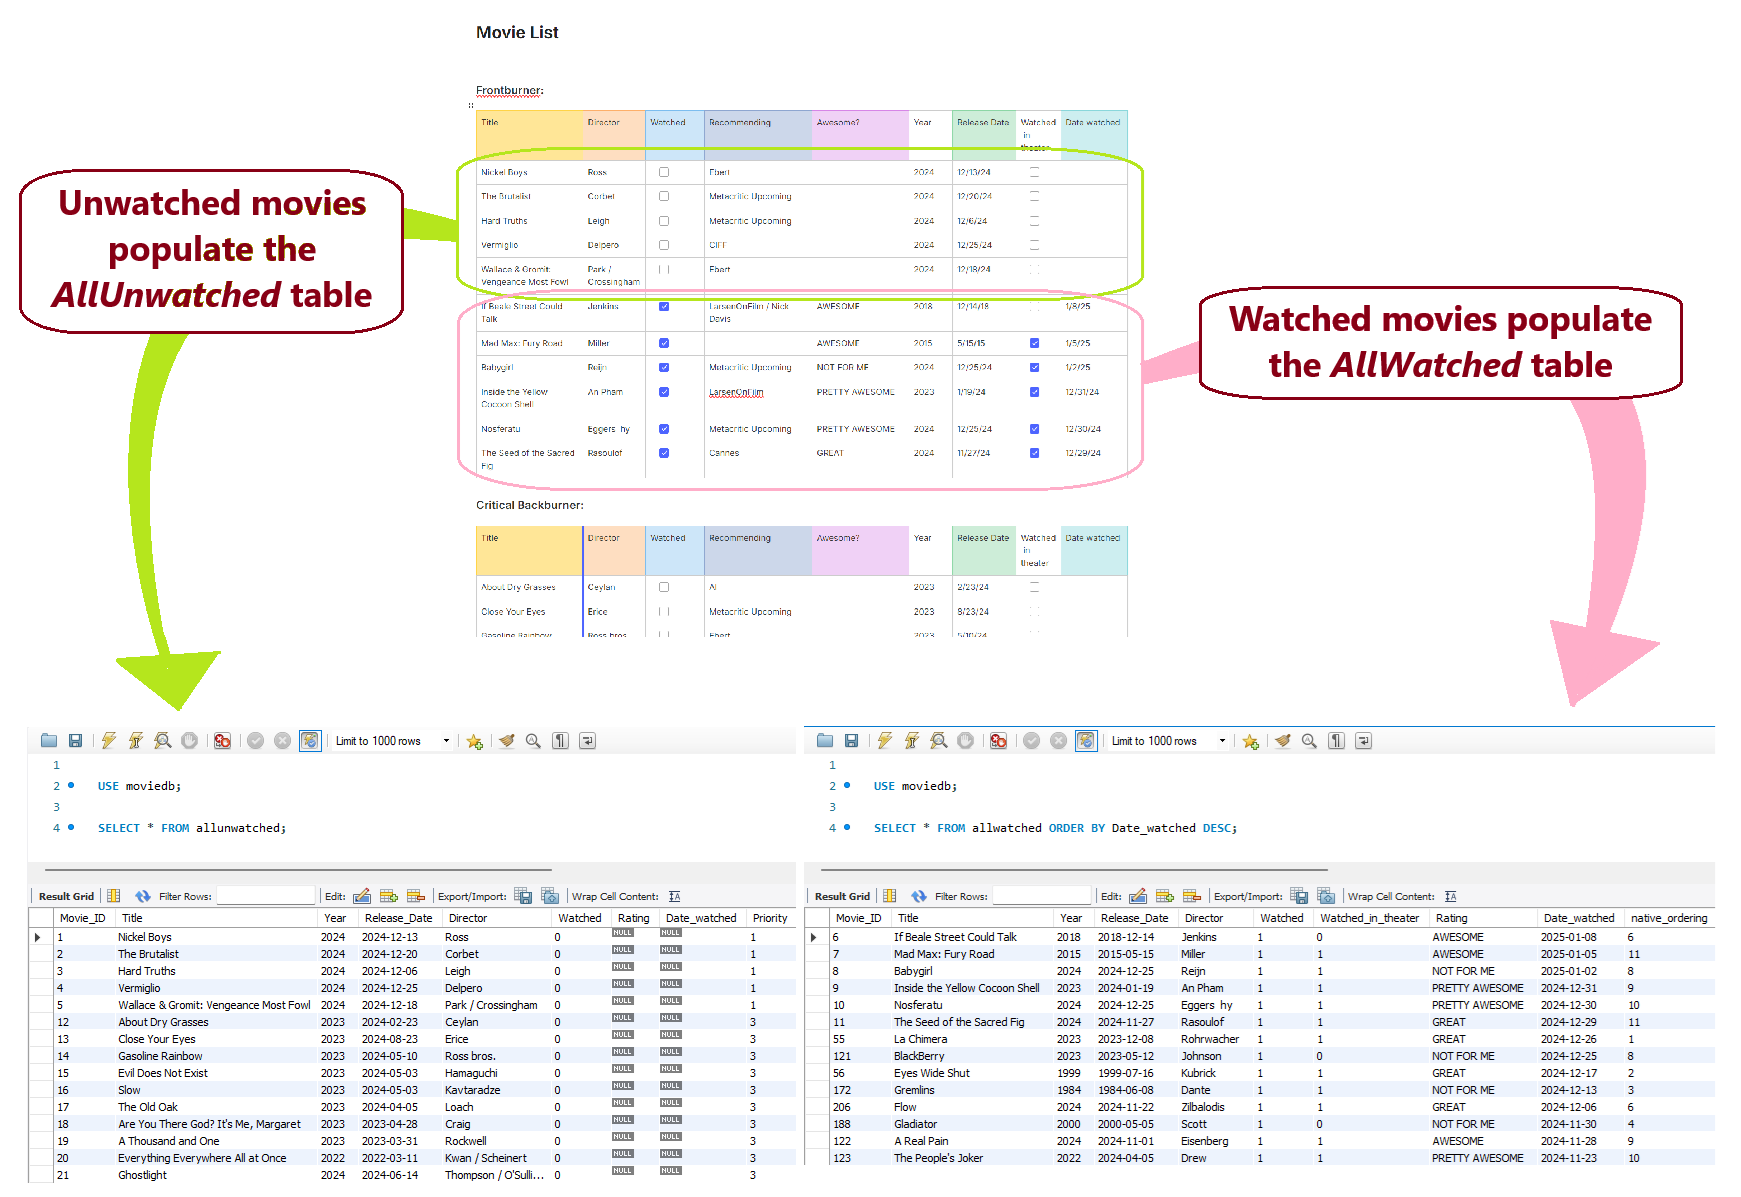 Movie List
Frontburner:
Title Director Watched Recommending Awesome? Year Release Date Watched in theater Date watched
Nickel Boys Ross Ebert 2024 12/13/24
The Brutalist Corbet Metacritic Upcoming 2024 12/20/24
Hard Truths Leigh Metacritic Upcoming 2024 12/6/24
Vermiglio Delpero CIFF 2024 12/25/24
Wallace & Gromit: Vengeance Most Fowl Park / Crossingham Ebert 2024 12/18/24
If Beale Street Could Talk Jenkins LarsenOnFilm / Nick Davis AWESOME 2018 12/14/18 1/8/25
Mad Max: Fury Road Miller AWESOME 2015 5/15/15 1/5/25
Babygirl Reijn Metacritic Upcoming NOT FOR ME 2024 12/25/24 1/2/25
Inside the Yellow Cocoon Shell An Pham LarsenOnFilm PRETTY AWESOME 2023 1/19/24 12/31/24
Nosferatu Eggers hy Metacritic Upcoming PRETTY AWESOME 2024 12/25/24 12/30/24
The Seed of the Sacred Fig Rasoulof Cannes GREAT 2024 11/27/24 12/29/24
Unwatched movies
populate the
AllUnwatched table
Watched movies populate
the AllWatched table
Critical Backburner:
Title Director Watched Recommending Awesome? Year Release Date Watched in theater Date watched
About Dry Grasses Ceylan AI 2023 2/23/24
Close Your Eyes Erice Metacritic Upcoming 2023 8/23/24
Gasoline Rainbow Ross bros. Ebert 2023 5/10/24
Limit to 1000 rows
1
2 USE moviedb;
3
4 SELECT * FROM allunwatched;
Result Grid Filter Rows: Edit: Export/Import: Wrap Cell Content:
Movie_ID Title Year Release_Date Director Watched Rating Date_watched Priority
1 Nickel Boys 2024 2024-12-13 Ross 0 NULL NULL 1
2 The Brutalist 2024 2024-12-20 Corbet 0 NULL NULL 1
3 Hard Truths 2024 2024-12-06 Leigh 0 NULL NULL 1
4 Vermiglio 2024 2024-12-25 Delpero 0 NULL NULL 1
5 Wallace & Gromit: Vengeance Most Fowl 2024 2024-12-18 Park / Crossingham 0 NULL NULL 1
12 About Dry Grasses 2023 2024-02-23 Ceylan 0 NULL NULL 3
13 Close Your Eyes 2023 2024-08-23 Erice 0 NULL NULL 3
14 Gasoline Rainbow 2023 2024-05-10 Ross bros. 0 NULL NULL 3
15 Evil Does Not Exist 2023 2024-05-03 Hamaguchi 0 NULL NULL 3
16 Slow 2023 2024-05-03 Kavtaradze 0 NULL NULL 3
17 The Old Oak 2023 2024-04-05 Loach 0 NULL NULL 3
18 Are You There God? It's Me, Margaret 2023 2023-04-28 Craig 0 NULL NULL 3
19 A Thousand and One 2023 2023-03-31 Rockwell 0 NULL NULL 3
20 Everything Everywhere All at Once 2022 2022-03-11 Kwan / Scheinert 0 NULL NULL 3
21 Ghostlight 2024 2024-06-14 Thompson / O'Sulli... 0 NULL NULL 3
Limit to 1000 rows
1
2 USE moviedb;
3
4 SELECT * FROM allwatched ORDER BY Date_watched DESC;
Result Grid Filter Rows: Edit: Export/Import: Wrap Cell Content:
Movie_ID Title Year Release_Date Director Watched Watched_in_theater Rating Date_watched native_ordering
6 If Beale Street Could Talk 2018 2018-12-14 Jenkins 1 0 AWESOME 2025-01-08 6
7 Mad Max: Fury Road 2015 2015-05-15 Miller 1 1 AWESOME 2025-01-05 11
8 Babygirl 2024 2024-12-25 Reijn 1 1 NOT FOR ME 2025-01-02 8
9 Inside the Yellow Cocoon Shell 2023 2024-01-19 An Pham 1 1 PRETTY AWESOME 2024-12-31 9
10 Nosferatu 2024 2024-12-25 Eggers hy 1 1 PRETTY AWESOME 2024-12-30 10
11 The Seed of the Sacred Fig 2024 2024-11-27 Rasoulof 1 1 GREAT 2024-12-29 11
55 La Chimera 2023 2023-12-08 Rohrwacher 1 1 GREAT 2024-12-26 1
121 BlackBerry 2023 2023-05-12 Johnson 1 0 NOT FOR ME 2024-12-25 8
56 Eyes Wide Shut 1999 1999-07-16 Kubrick 1 1 GREAT 2024-12-17 2
172 Gremlins 1984 1984-06-08 Dante 1 1 NOT FOR ME 2024-12-13 3
206 Flow 2024 2024-11-22 Zilbalodis 1 1 GREAT 2024-12-06 6
188 Gladiator 2000 2000-05-05 Scott 1 0 NOT FOR ME 2024-11-30 4
122 A Real Pain 2024 2024-11-01 Eisenberg 1 1 AWESOME 2024-11-28 9
123 The People's Joker 2022 2024-04-05 Drew 1 1 PRETTY AWESOME 2024-11-23 10